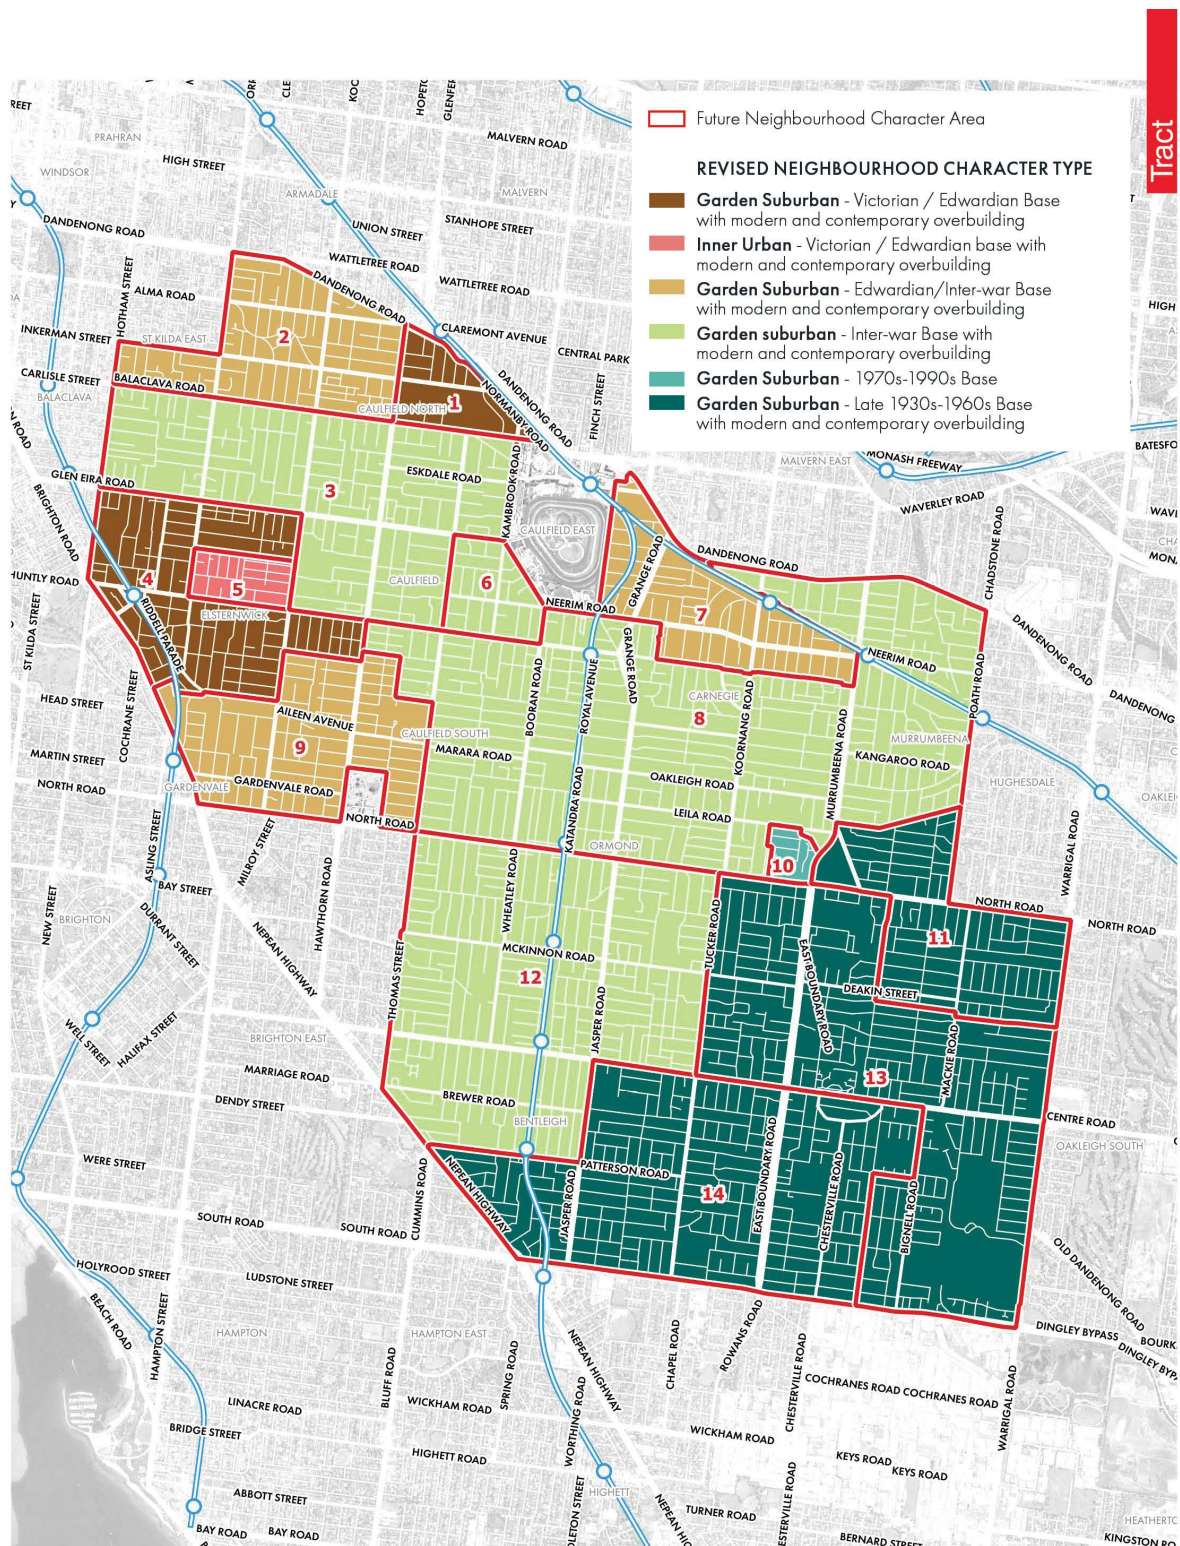 Tract
Future Neighbourhood Character Area
REVISED NEIGHBOURHOOD CHARACTER TYPE
Garden Suburban - Victorian / Edwardian Base
with modern and contemporary overbuilding
Inner Urban - Victorian / Edwardian base with
modern and contemporary overbuilding
Garden Suburban - Edwardian/Inter-war Base
with modern and contemporary overbuilding
Garden suburban - Inter-war Base with
modern and contemporary overbuilding
Garden Suburban - 1970s-1990s Base
Garden Suburban - Late 1930s-1960s Base
with modern and contemporary overbuilding
PRAHRAN
HIGH STREET
MALVERN ROAD
WINDSOR
ARMADALE
MALVERN
DANDENONG ROAD
UNION STREET
STANHOPE STREET
WATTLETREE ROAD
WATTLETREE ROAD
HOTHAM STREET
ALMA ROAD
DANDENONG ROAD
INKERMAN STREET
ST KILDA EAST
2
CLAREMONT AVENUE
CENTRAL PARK
CARLISLE STREET
BALACLAVA ROAD
BALACLAVA
CAULFIELD NORTH
1
NORMANBY ROAD
DANDENONG ROAD
FINCH STREET
MALVERN EAST
MONASH FREEWAY
GLEN EIRA ROAD
BRIGHTON ROAD
3
ESKDALE ROAD
KAMBROOK ROAD
CAULFIELD EAST
WAVERLEY ROAD
CHADSTONE ROAD
HUNTLY ROAD
4
5
ELSTERNWICK
CAULFIELD
6
NEERIM ROAD
GRANGE ROAD
DANDENONG ROAD
7
ST KILDA STREET
RIDDELL PARADE
NEERIM ROAD
DANDENONG ROAD
DANDENONG
HEAD STREET
COCHRANE STREET
AILEEN AVENUE
9
CAULFIELD SOUTH
BOORAN ROAD
ROYAL AVENUE
GRANGE ROAD
CARNEGIE
8
KOORNANG ROAD
MURRUMBEENA ROAD
POATH ROAD
MURRUMBEENA
MARTIN STREET
NORTH ROAD
GARDENVALE
GARDENVALE ROAD
MARARA ROAD
KATANDRA ROAD
OAKLEIGH ROAD
KANGAROO ROAD
HUGHESDALE
NORTH ROAD
LEILA ROAD
ORMOND
10
WARRIGAL ROAD
ASLING STREET
BAY STREET
MILROY STREET
HAWTHORN ROAD
WHEATLEY ROAD
NORTH ROAD
NORTH ROAD
NEW STREET
BRIGHTON
DURRANT STREET
NEPEAN HIGHWAY
THOMAS STREET
MCKINNON ROAD
12
TUCKER ROAD
EAST BOUNDARY ROAD
DEAKIN STREET
11
WELL STREET
HALIFAX STREET
BRIGHTON EAST
JASPER ROAD
MACKIE ROAD
13
MARRIAGE ROAD
DENDY STREET
BREWER ROAD
BENTLEIGH
CENTRE ROAD
OAKLEIGH SOUTH
WERE STREET
CUMMINS ROAD
NEPEAN HIGHWAY
PATTERSON ROAD
JASPER ROAD
14
EAST BOUNDARY ROAD
CHESTERVILLE ROAD
BIGNELL ROAD
SOUTH ROAD
SOUTH ROAD
OLD DANDENONG ROAD
HOLYROOD STREET
BEACH ROAD
HAMPTON STREET
LUDSTONE STREET
HAMPTON
HAMPTON EAST
BLUFF ROAD
SPRING ROAD
NEPEAN HIGHWAY
CHAPEL ROAD
ROWANS ROAD
CHESTERVILLE ROAD
DINGLEY BYPASS
COCHRANES ROAD
COCHRANES ROAD
WARRIGAL ROAD
LINACRE ROAD
BRIDGE STREET
WICKHAM ROAD
WORTHING ROAD
WICKHAM ROAD
HIGHETT ROAD
HIGHETT
KEYS ROAD
KEYS ROAD
ABBOTT STREET
TURNER ROAD
BAY ROAD
BAY ROAD